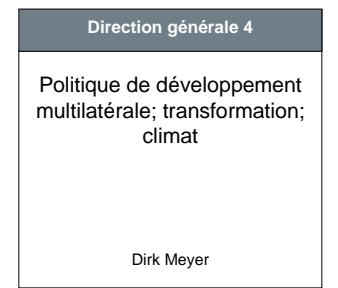 Direction générale 4
Politique de développement
multilatérale; transformation;
climat
Dirk Meyer